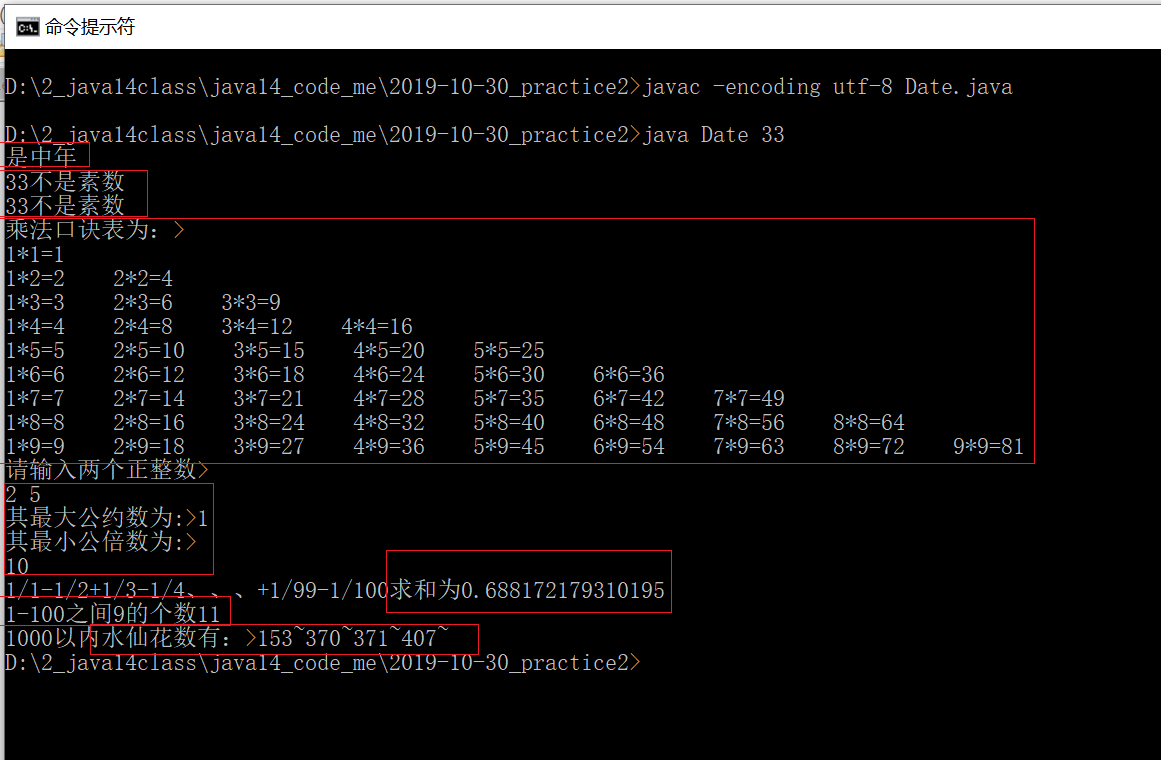 命令提示符
D:\2_java14class\java14_code_me\2019-10-30_practice2>javac -encoding utf-8 Date.java
D:\2_java14class\java14_code_me\2019-10-30_practice2>java Date 33
是中年
33不是素数
33不是素数
乘法口诀表为: >
1*1=1
1*2=2 2*2=4
1*3=3 2*3=6 3*3=9
1*4=4 2*4=8 3*4=12 4*4=16
1*5=5 2*5=10 3*5=15 4*5=20 5*5=25
1*6=6 2*6=12 3*6=18 4*6=24 5*6=30 6*6=36
1*7=7 2*7=14 3*7=21 4*7=28 5*7=35 6*7=42 7*7=49
1*8=8 2*8=16 3*8=24 4*8=32 5*8=40 6*8=48 7*8=56 8*8=64
1*9=9 2*9=18 3*9=27 4*9=36 5*9=45 6*9=54 7*9=63 8*9=72 9*9=81
请输入两个正整数>
2 5
其最大公约数为:>1
其最小公倍数为:>
10
1/1-1/2+1/3-1/4、、、+1/99-1/100求和为0.688172179310195
1-100之间9的个数11
1000以内水仙花数有: >153~370~371~407~
D:\2_java14class\java14_code_me\2019-10-30_practice2>